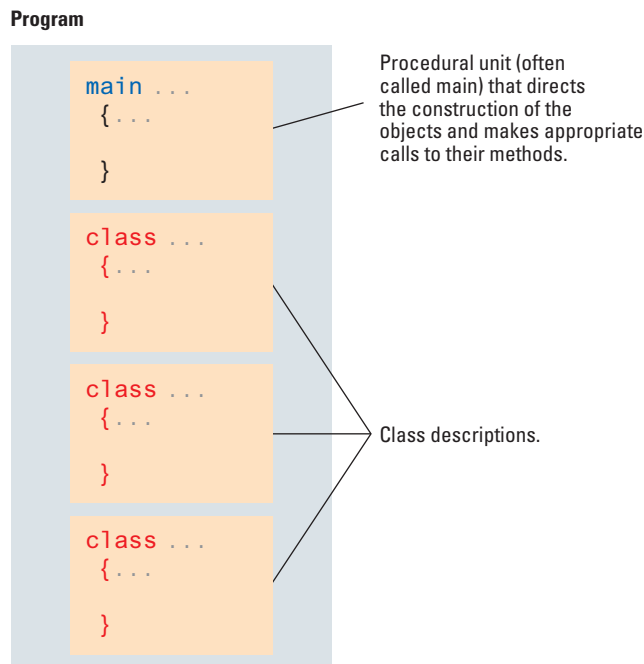 Program
main ...
{...
}
Procedural unit (often
called main) that directs
the construction of the
objects and makes appropriate
calls to their methods.
class ...
{...
}
class ...
{...
}
Class descriptions.
class ...
{...
}